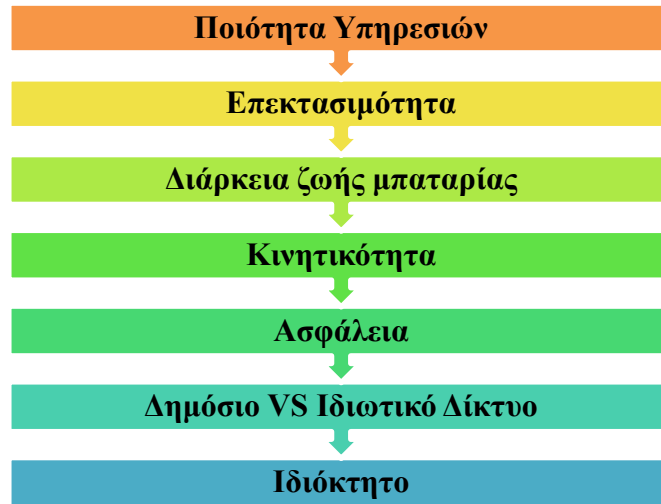 Ποιότητα Υπηρεσιών
Επεκτασιμότητα
Διάρκεια ζωής μπαταρίας
Κινητικότητα
Ασφάλεια
Δημόσιο VS Ιδιωτικό Δίκτυο
Ιδιόκτητο